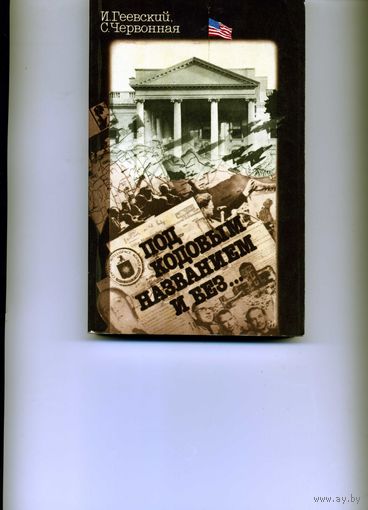 И.Геевский,
С.Червонная
ПОД
КОДОВЫМ
НАЗВАНИЕМ
И БЕЗ...
www.ay.by